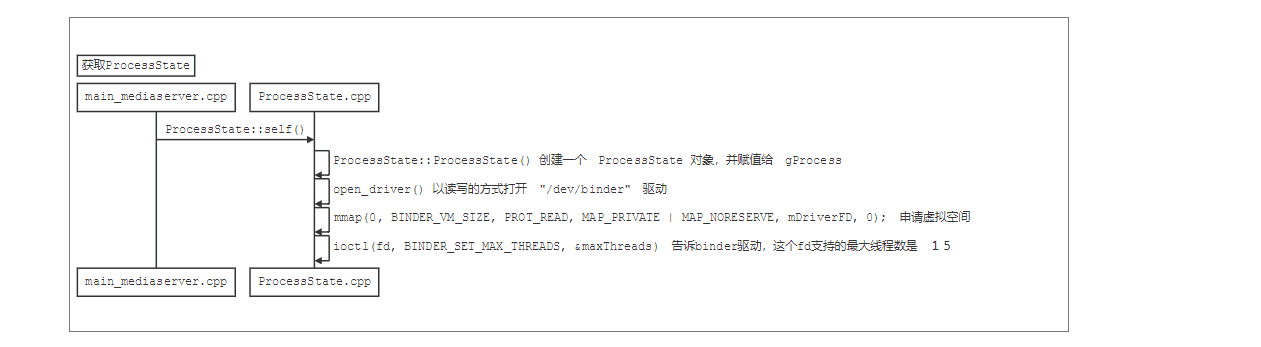 获取ProcessState
main_mediaserver.cpp ProcessState.cpp
ProcessState::self()
ProcessState::ProcessState() 创建一个 ProcessState 对象，并赋值给 gProcess
open_driver() 以读写的方式打开 "/dev/binder" 驱动
mmap(0, BINDER_VM_SIZE, PROT_READ, MAP_PRIVATE | MAP_NORESERVE, mDriverFD, 0); 申请虚拟空间
ioctl(fd, BINDER_SET_MAX_THREADS, &maxThreads) 告诉binder驱动，这个fd支持的最大线程数是 １５
main_mediaserver.cpp ProcessState.cpp